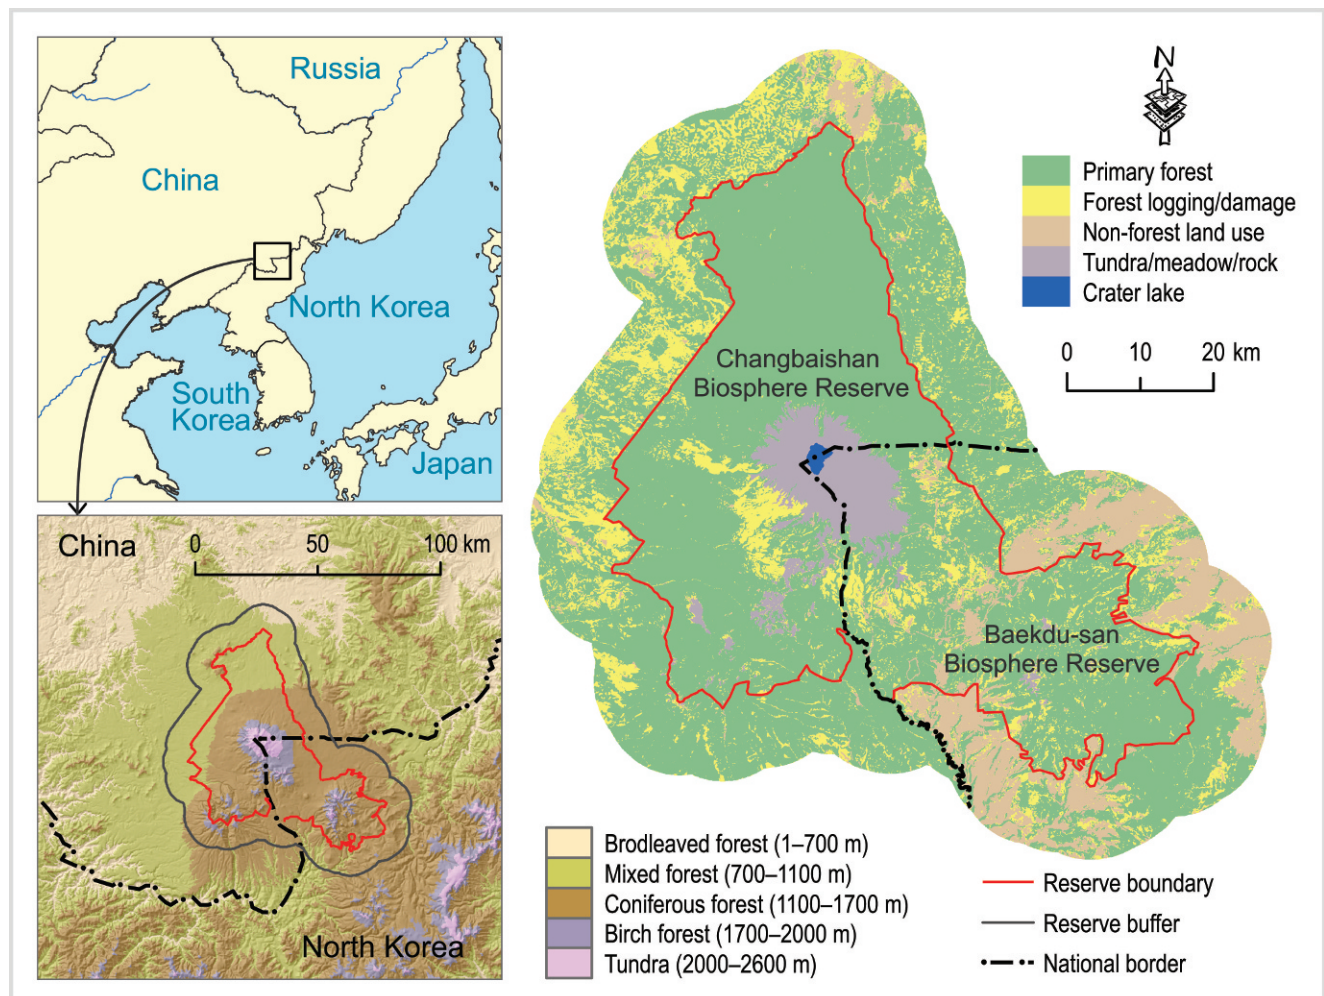 Russia
China
North Korea
South
Korea
Japan
China
0 50 100 km
North Korea
N
Primary forest
Forest logging/damage
Non-forest land use
Tundra/meadow/rock
Crater lake
0 10 20 km
Changbaishan
Biosphere Reserve
Baekdu-san
Biosphere Reserve
Brodleaved forest (1–700 m)
Mixed forest (700–1100 m)
Coniferous forest (1100–1700 m)
Birch forest (1700–2000 m)
Tundra (2000–2600 m)
Reserve boundary
Reserve buffer
National border